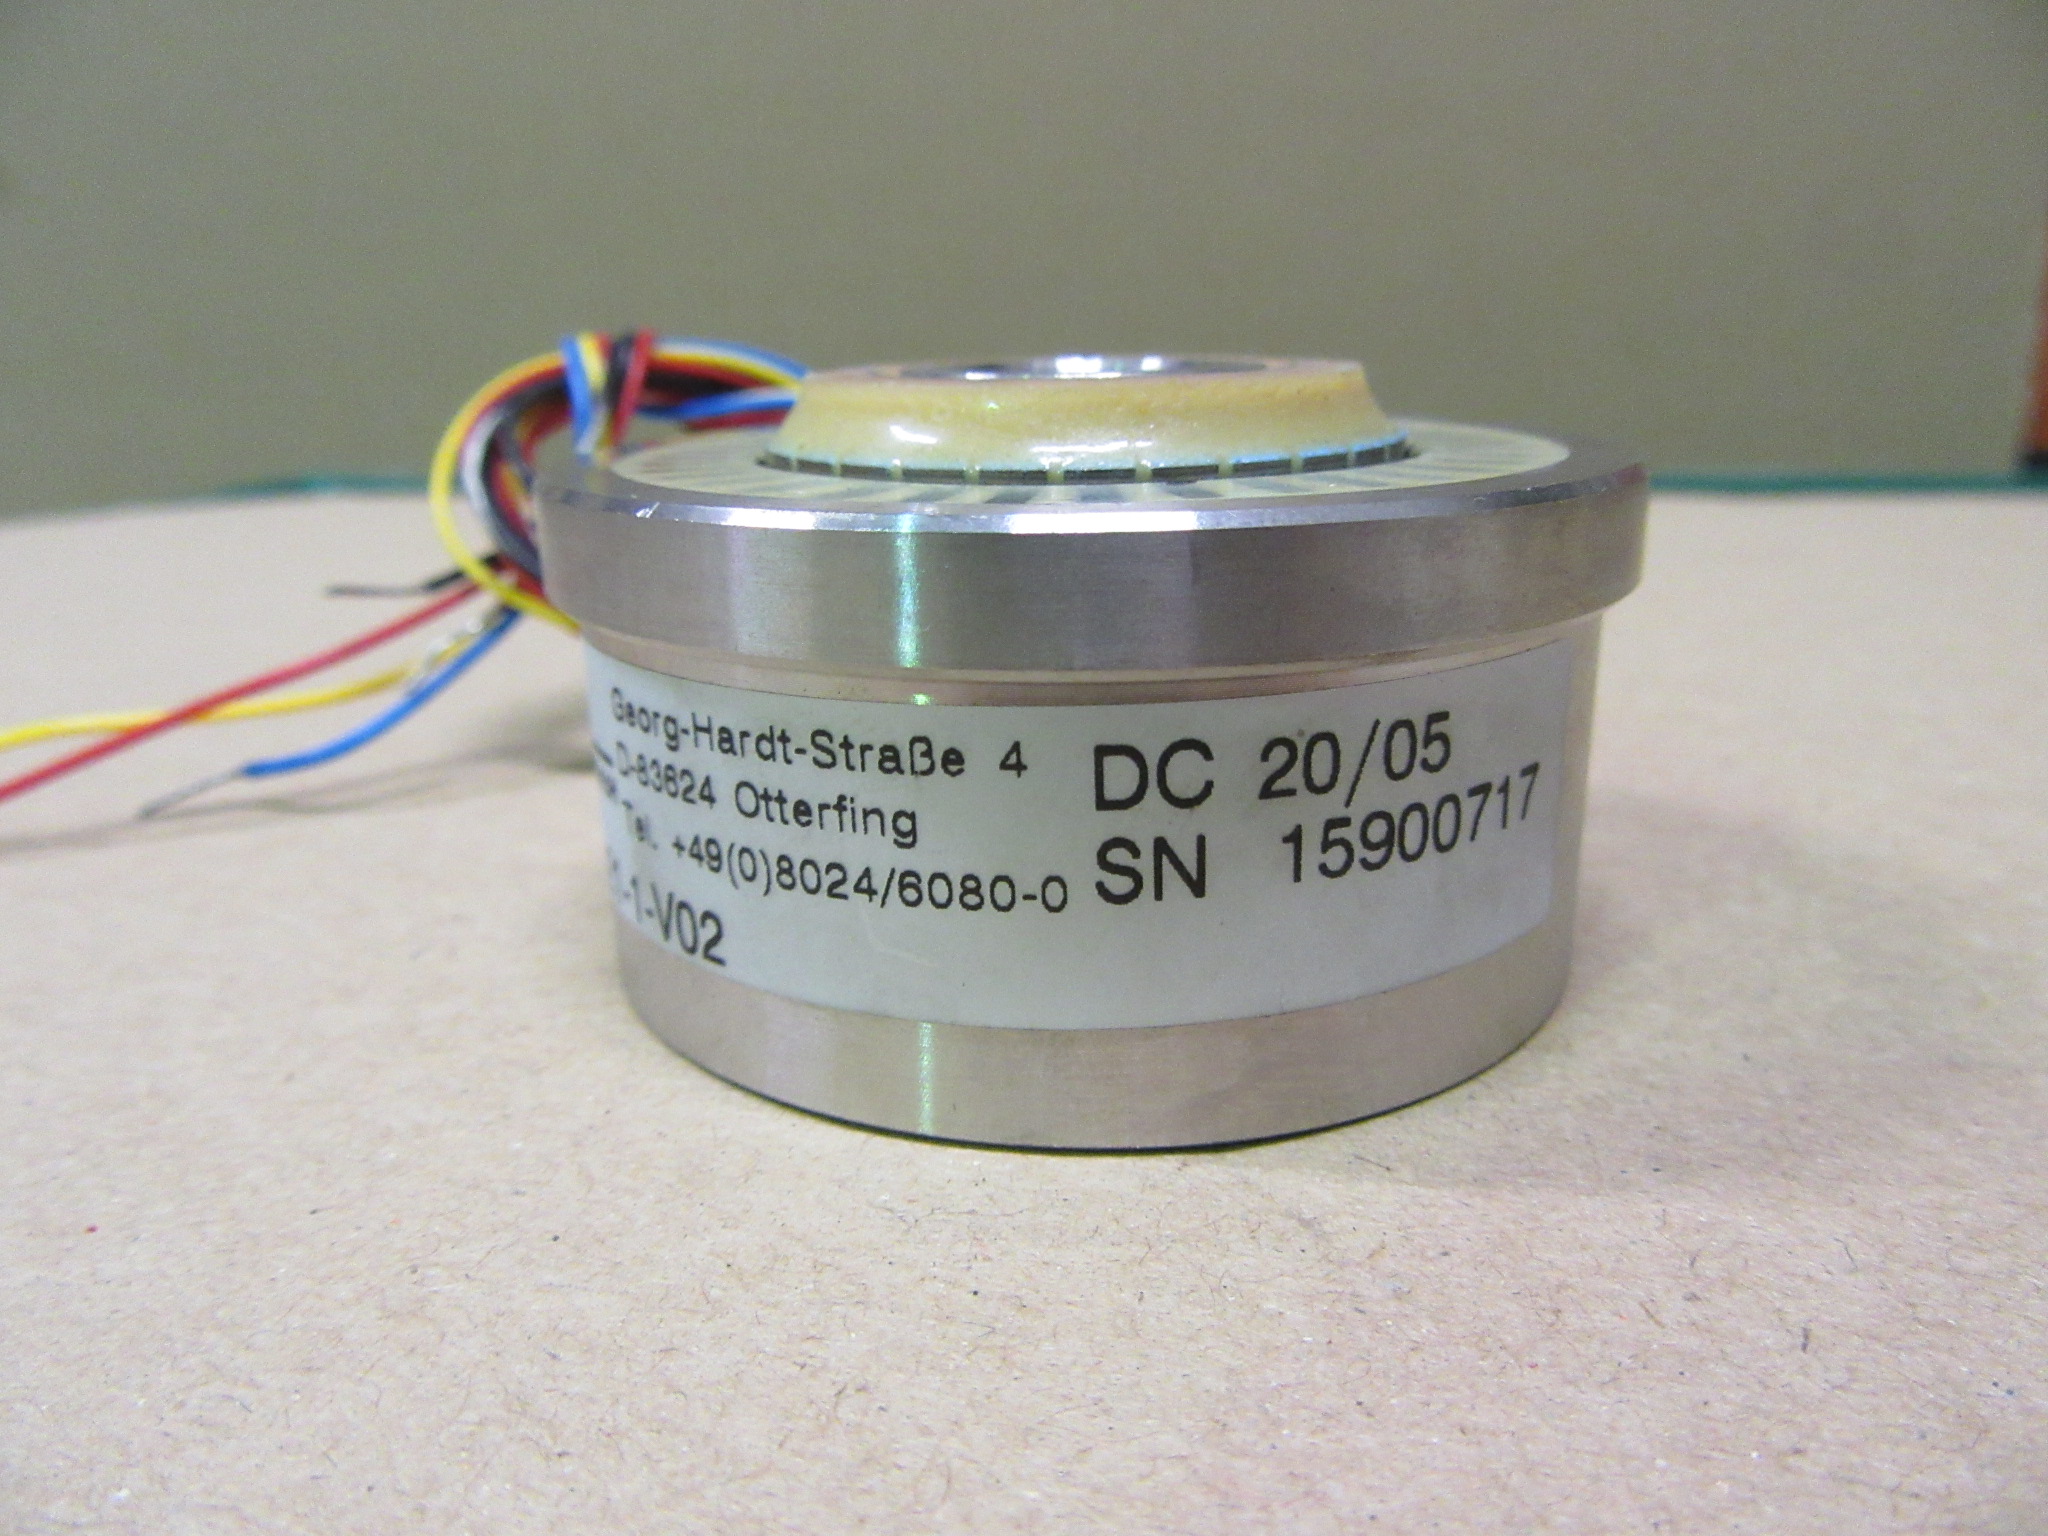 Georg-Hardt-Straße 4
D-83624 Otterfing
Tel. +49(0)8024/6080-0
-1-V02
DC 20/05
SN 15900717